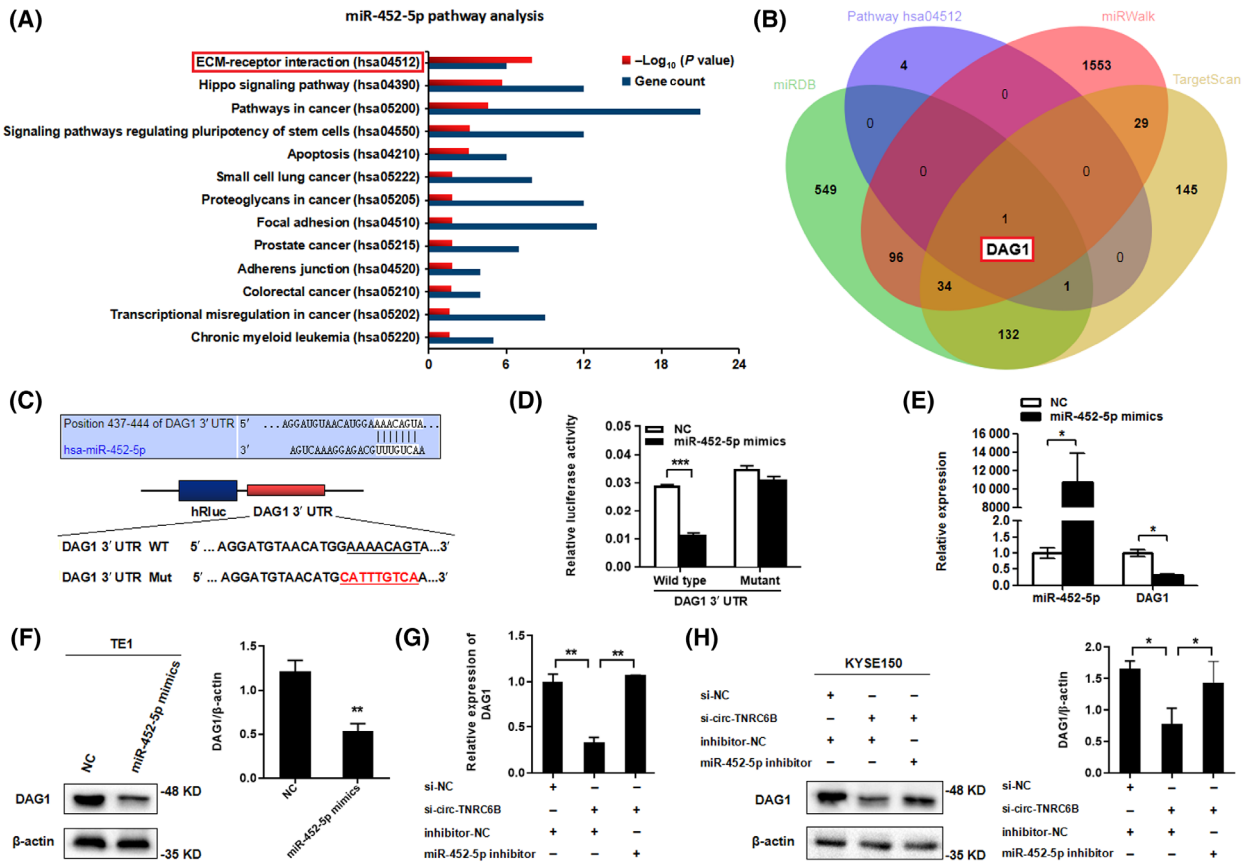 (A)
miR-452-5p pathway analysis
ECM-receptor interaction (hsa04512)
Hippo signaling pathway (hsa04390)
Pathways in cancer (hsa05200)
Signaling pathways regulating pluripotency of stem cells (hsa04550)
Apoptosis (hsa04210)
Small cell lung cancer (hsa05222)
Proteoglycans in cancer (hsa05205)
Focal adhesion (hsa04510)
Prostate cancer (hsa05215)
Adherens junction (hsa04520)
Colorectal cancer (hsa05210)
Transcriptional misregulation in cancer (hsa05202)
Chronic myeloid leukemia (hsa05220)
–Log10 (P value)
Gene count
0 6 12 18 24
(B)
Pathway hsa04512
miRWalk
miRDB
TargetScan
4
1553
0
0
29
549
0
0
145
1
DAG1
96
0
34
1
132
(C)
Position 437-444 of DAG1 3′ UTR 5′ ...AGGAUGUAACAUGGAAAACAGUA...
hsa-miR-452-5p 3′ AGUCAAAGGAGACGUUUGUCAA
hRluc DAG1 3′ UTR
DAG1 3′ UTR WT 5′ ... AGGATGTAACATGGAAAACAGTA...3′
DAG1 3′ UTR Mut 5′ ... AGGATGTAACATGCATTTGTCAA...3′
(D)
NC
miR-452-5p mimics
Relative luciferase activity
0.05
0.04
0.03
0.02
0.01
0.00
***
Wild type Mutant
DAG1 3′ UTR
(E)
NC
miR-452-5p mimics
Relative expression
16 000
14 000
12 000
10 000
8 000
2.0
1.5
1.0
0.5
0.0
*
*
miR-452-5p DAG1
(F)
TE1
NC
miR-452-5p mimics
DAG1
-48 KD
β-actin
-35 KD
DAG1/β-actin
1.5
1.0
0.5
0.0
**
NC
miR-452-5p mimics
(G)
Relative expression of
DAG1
1.5
1.0
0.5
0.0
** **
si-NC + – –
si-circ-TNRC6B – + +
inhibitor-NC + + –
miR-452-5p inhibitor – – +
(H)
KYSE150
si-NC + – –
si-circ-TNRC6B – + +
inhibitor-NC + + –
miR-452-5p inhibitor – – +
DAG1
-48 KD
β-actin
-35 KD
DAG1/β-actin
2.0
1.5
1.0
0.5
0.0
* *
si-NC + – –
si-circ-TNRC6B – + +
inhibitor-NC + + –
miR-452-5p inhibitor – – +